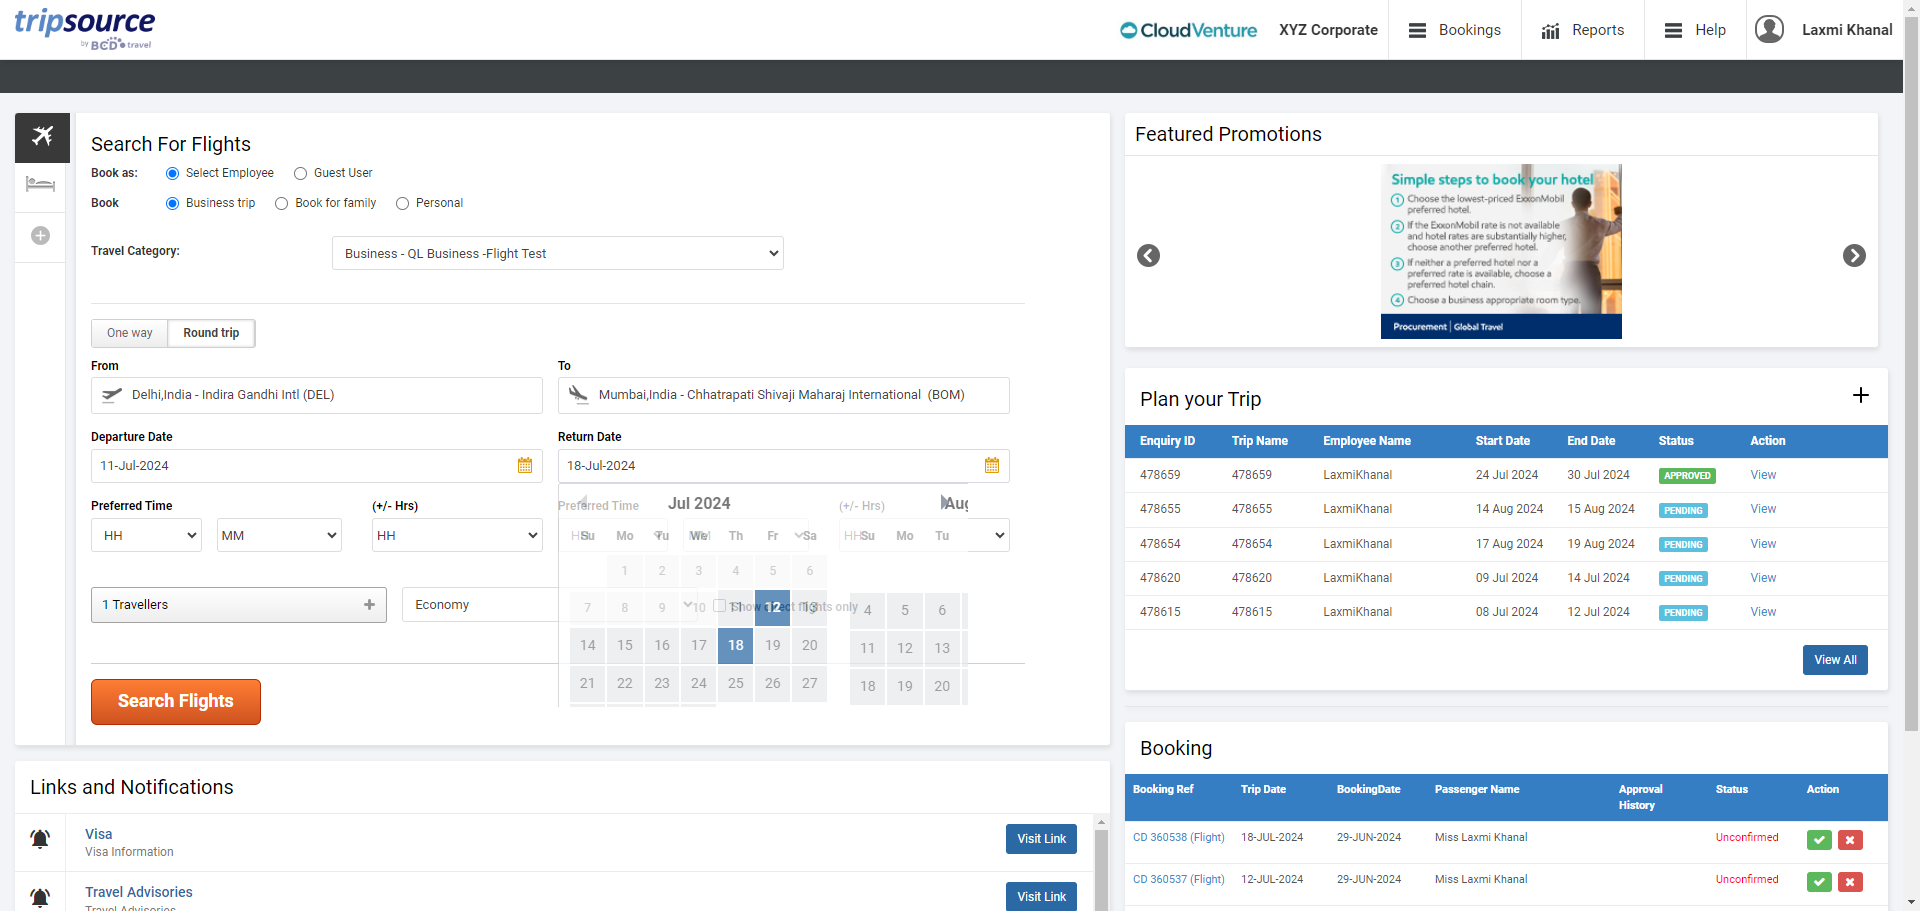 tripsource
by BCD travel
CloudVenture
XYZ Corporate
Bookings
Reports
Help
Laxmi Khanal
Search For Flights
Book as: Select Employee Guest User
Book Business trip Book for family Personal
Travel Category: Business - QL Business -Flight Test
One way Round trip
From
To
Delhi,India - Indira Gandhi Intl (DEL)
Mumbai,India - Chhatrapati Shivaji Maharaj International (BOM)
Departure Date
Return Date
11-Jul-2024
18-Jul-2024
Preferred Time (+/- Hrs)
Preferred Time (+/- Hrs)
HH MM HH
Jul 2024
Su Mo Tu We Th Fr Sa
1 2 3 4 5 6
7 8 9 10 11 12 13
14 15 16 17 18 19 20
21 22 23 24 25 26 27
Aug
Su Mo Tu
4 5 6
11 12 13
18 19 20
1 Travellers
Economy
Show direct flights only
Search Flights
Links and Notifications
Visa
Visa Information
Visit Link
Travel Advisories
Travel Advisories
Visit Link
Featured Promotions
Simple steps to book your hotel
1 Choose the lowest-priced ExxonMobil
preferred hotel.
2 If the ExxonMobil rate is not available
and hotel rates are substantially higher,
choose another preferred hotel.
3 If neither a preferred hotel nor a
preferred rate is available, choose a
preferred hotel chain.
4 Choose a business appropriate room type.
Procurement | Global Travel
Plan your Trip
Enquiry ID Trip Name Employee Name Start Date End Date Status Action
478659 478659 LaxmiKhanal 24 Jul 2024 30 Jul 2024 APPROVED View
478655 478655 LaxmiKhanal 14 Aug 2024 15 Aug 2024 PENDING View
478654 478654 LaxmiKhanal 17 Aug 2024 19 Aug 2024 PENDING View
478620 478620 LaxmiKhanal 09 Jul 2024 14 Jul 2024 PENDING View
478615 478615 LaxmiKhanal 08 Jul 2024 12 Jul 2024 PENDING View
View All
Booking
Booking Ref Trip Date BookingDate Passenger Name Approval History Status Action
CD 360538 (Flight) 18-JUL-2024 29-JUN-2024 Miss Laxmi Khanal Unconfirmed
CD 360537 (Flight) 12-JUL-2024 29-JUN-2024 Miss Laxmi Khanal Unconfirmed